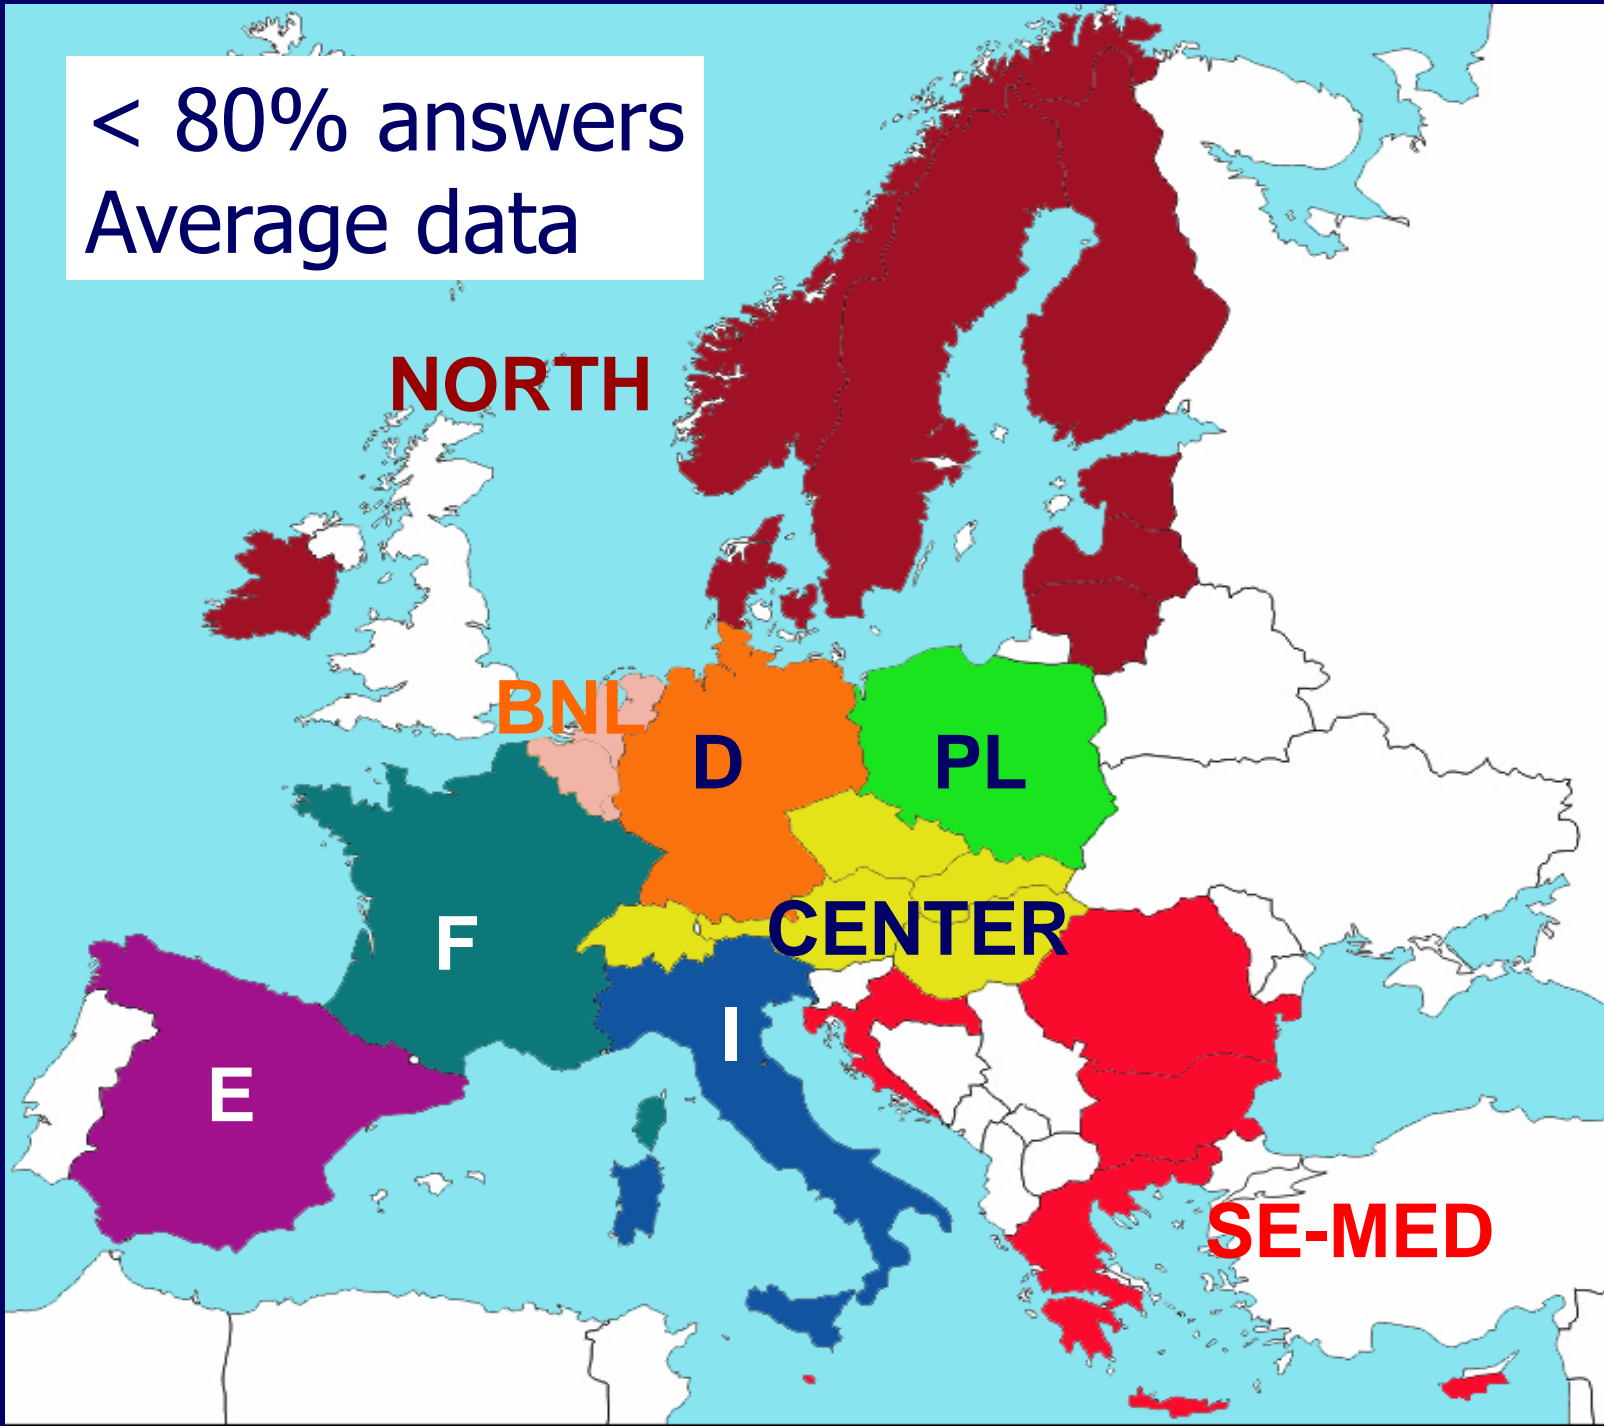 < 80% answers
Average data
NORTH
BNL
D
PL
CENTER
F
I
E
SE-MED